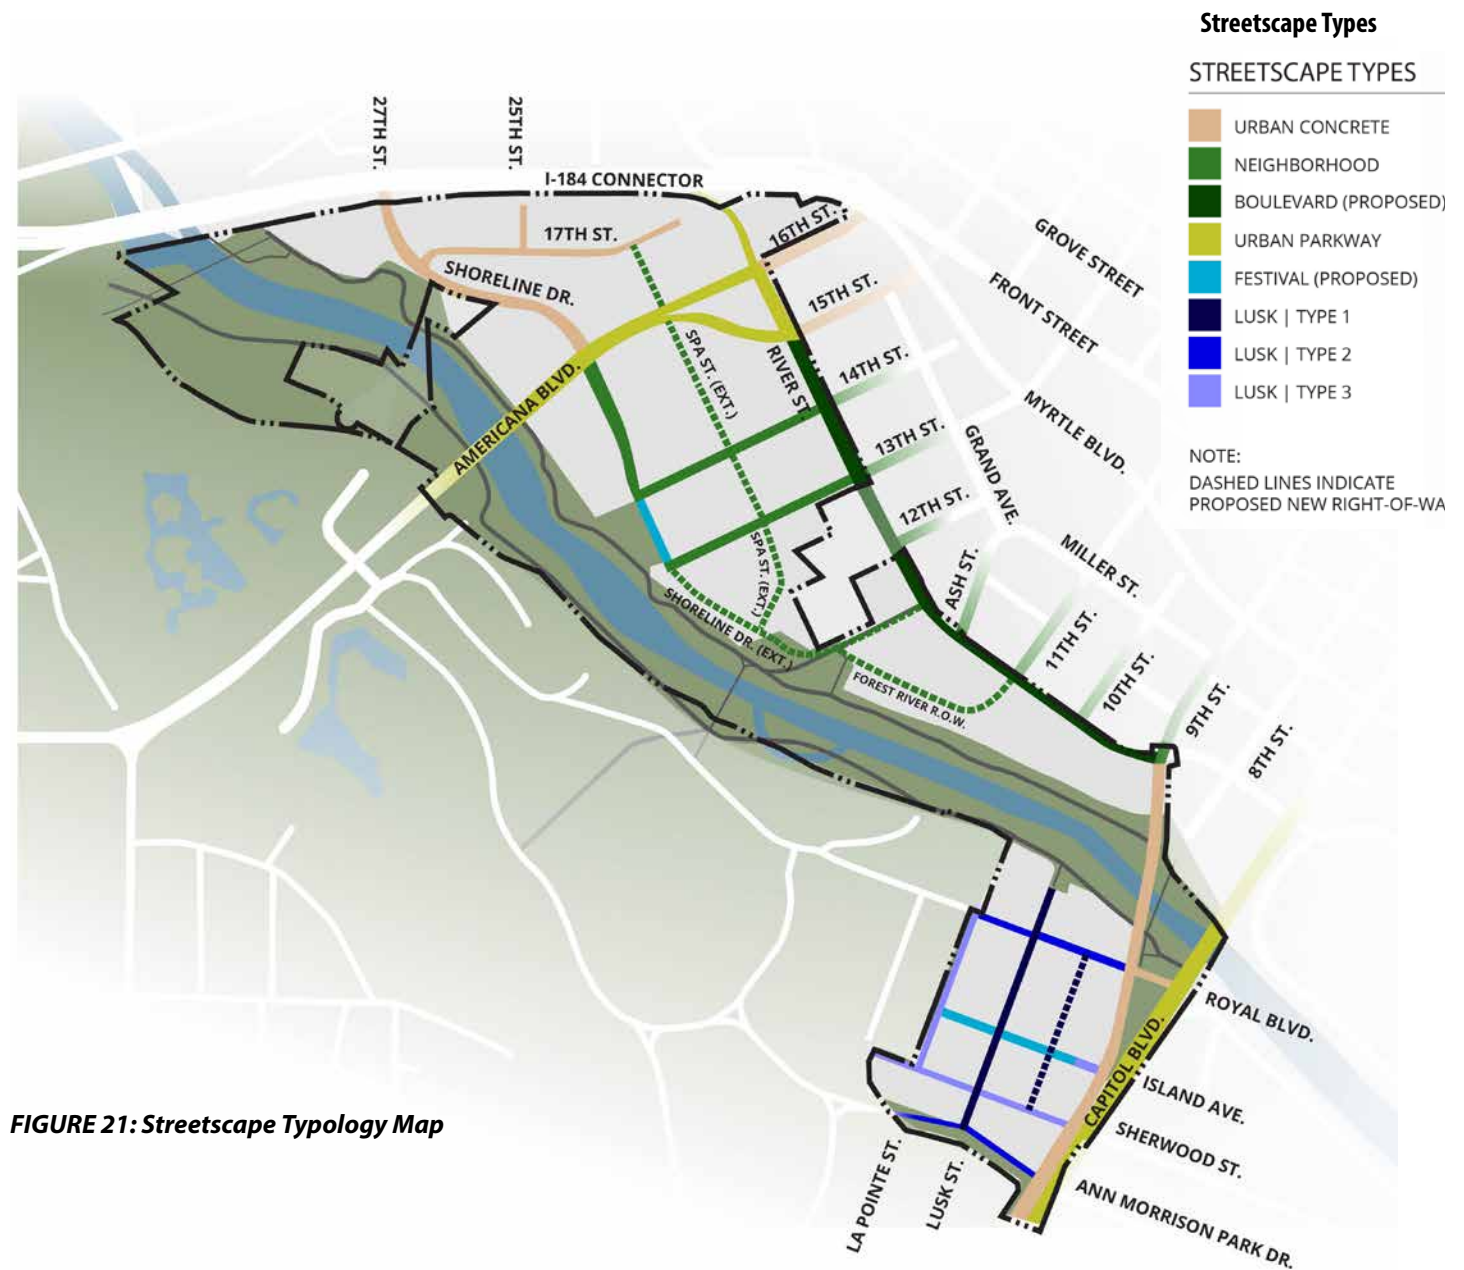 Streetscape Types
STREETSCAPE TYPES
URBAN CONCRETE
NEIGHBORHOOD
BOULEVARD (PROPOSED)
URBAN PARKWAY
FESTIVAL (PROPOSED)
LUSK | TYPE 1
LUSK | TYPE 2
LUSK | TYPE 3
NOTE:
DASHED LINES INDICATE
PROPOSED NEW RIGHT-OF-WA
27TH ST.
25TH ST.
I-184 CONNECTOR
17TH ST.
16TH ST.
SHORELINE DR.
15TH ST.
GROVE STREET
FRONT STREET
SPA ST. (EXT.)
RIVER ST.
14TH ST.
AMERICANA BLVD.
13TH ST.
GRAND AVE.
MYRTLE BLVD.
12TH ST.
SPA ST. (EXT.)
ASH ST.
MILLER ST.
SHORELINE DR. (EXT.)
11TH ST.
FOREST RIVER R.O.W.
10TH ST.
9TH ST.
8TH ST.
ROYAL BLVD.
CAPITOL BLVD.
ISLAND AVE.
SHERWOOD ST.
LA POINTE ST.
LUSK ST.
ANN MORRISON PARK DR.
FIGURE 21: Streetscape Typology Map